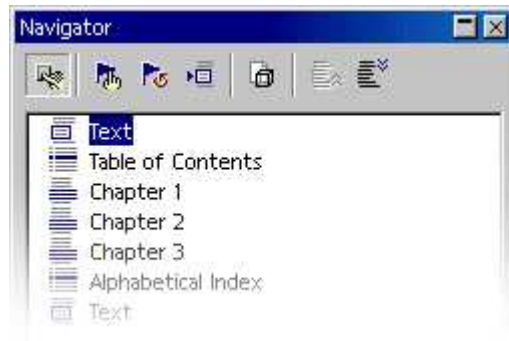 Navigator
Text
Table of Contents
Chapter 1
Chapter 2
Chapter 3
Alphabetical Index
Text